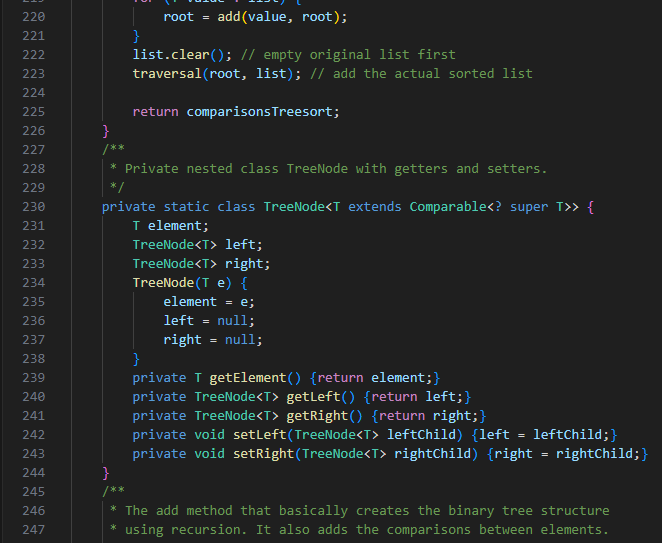 219 for (T value : list) {
220 root = add(value, root);
221 }
222 list.clear(); // empty original list first
223 traversal(root, list); // add the actual sorted list
224
225 return comparisonsTreesort;
226 }
227 /**
228 * Private nested class TreeNode with getters and setters.
229 */
230 private static class TreeNode<T extends Comparable<? super T>> {
231 T element;
232 TreeNode<T> left;
233 TreeNode<T> right;
234 TreeNode(T e) {
235 element = e;
236 left = null;
237 right = null;
238 }
239 private T getElement() {return element;}
240 private TreeNode<T> getLeft() {return left;}
241 private TreeNode<T> getRight() {return right;}
242 private void setLeft(TreeNode<T> leftChild) {left = leftChild;}
243 private void setRight(TreeNode<T> rightChild) {right = rightChild;}
244 }
245 /**
246 * The add method that basically creates the binary tree structure
247 * using recursion. It also adds the comparisons between elements.